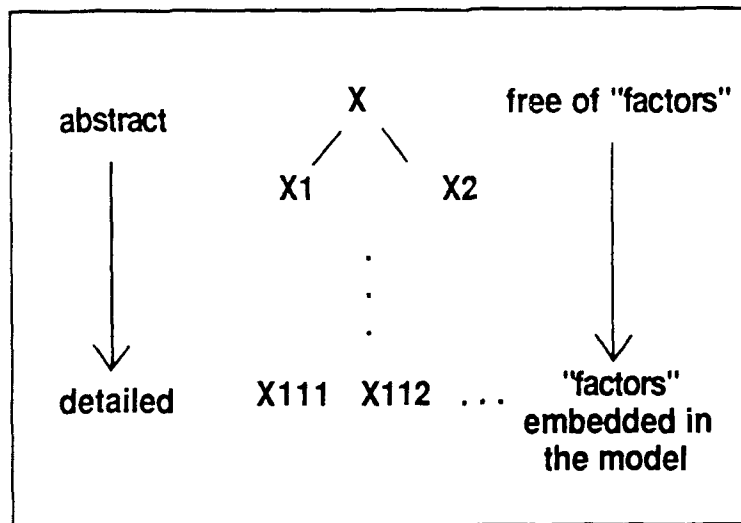 X
free of "factors"
abstract
X1
X2
.
.
.
detailed
X111 X112 ...
"factors"
embedded in
the model